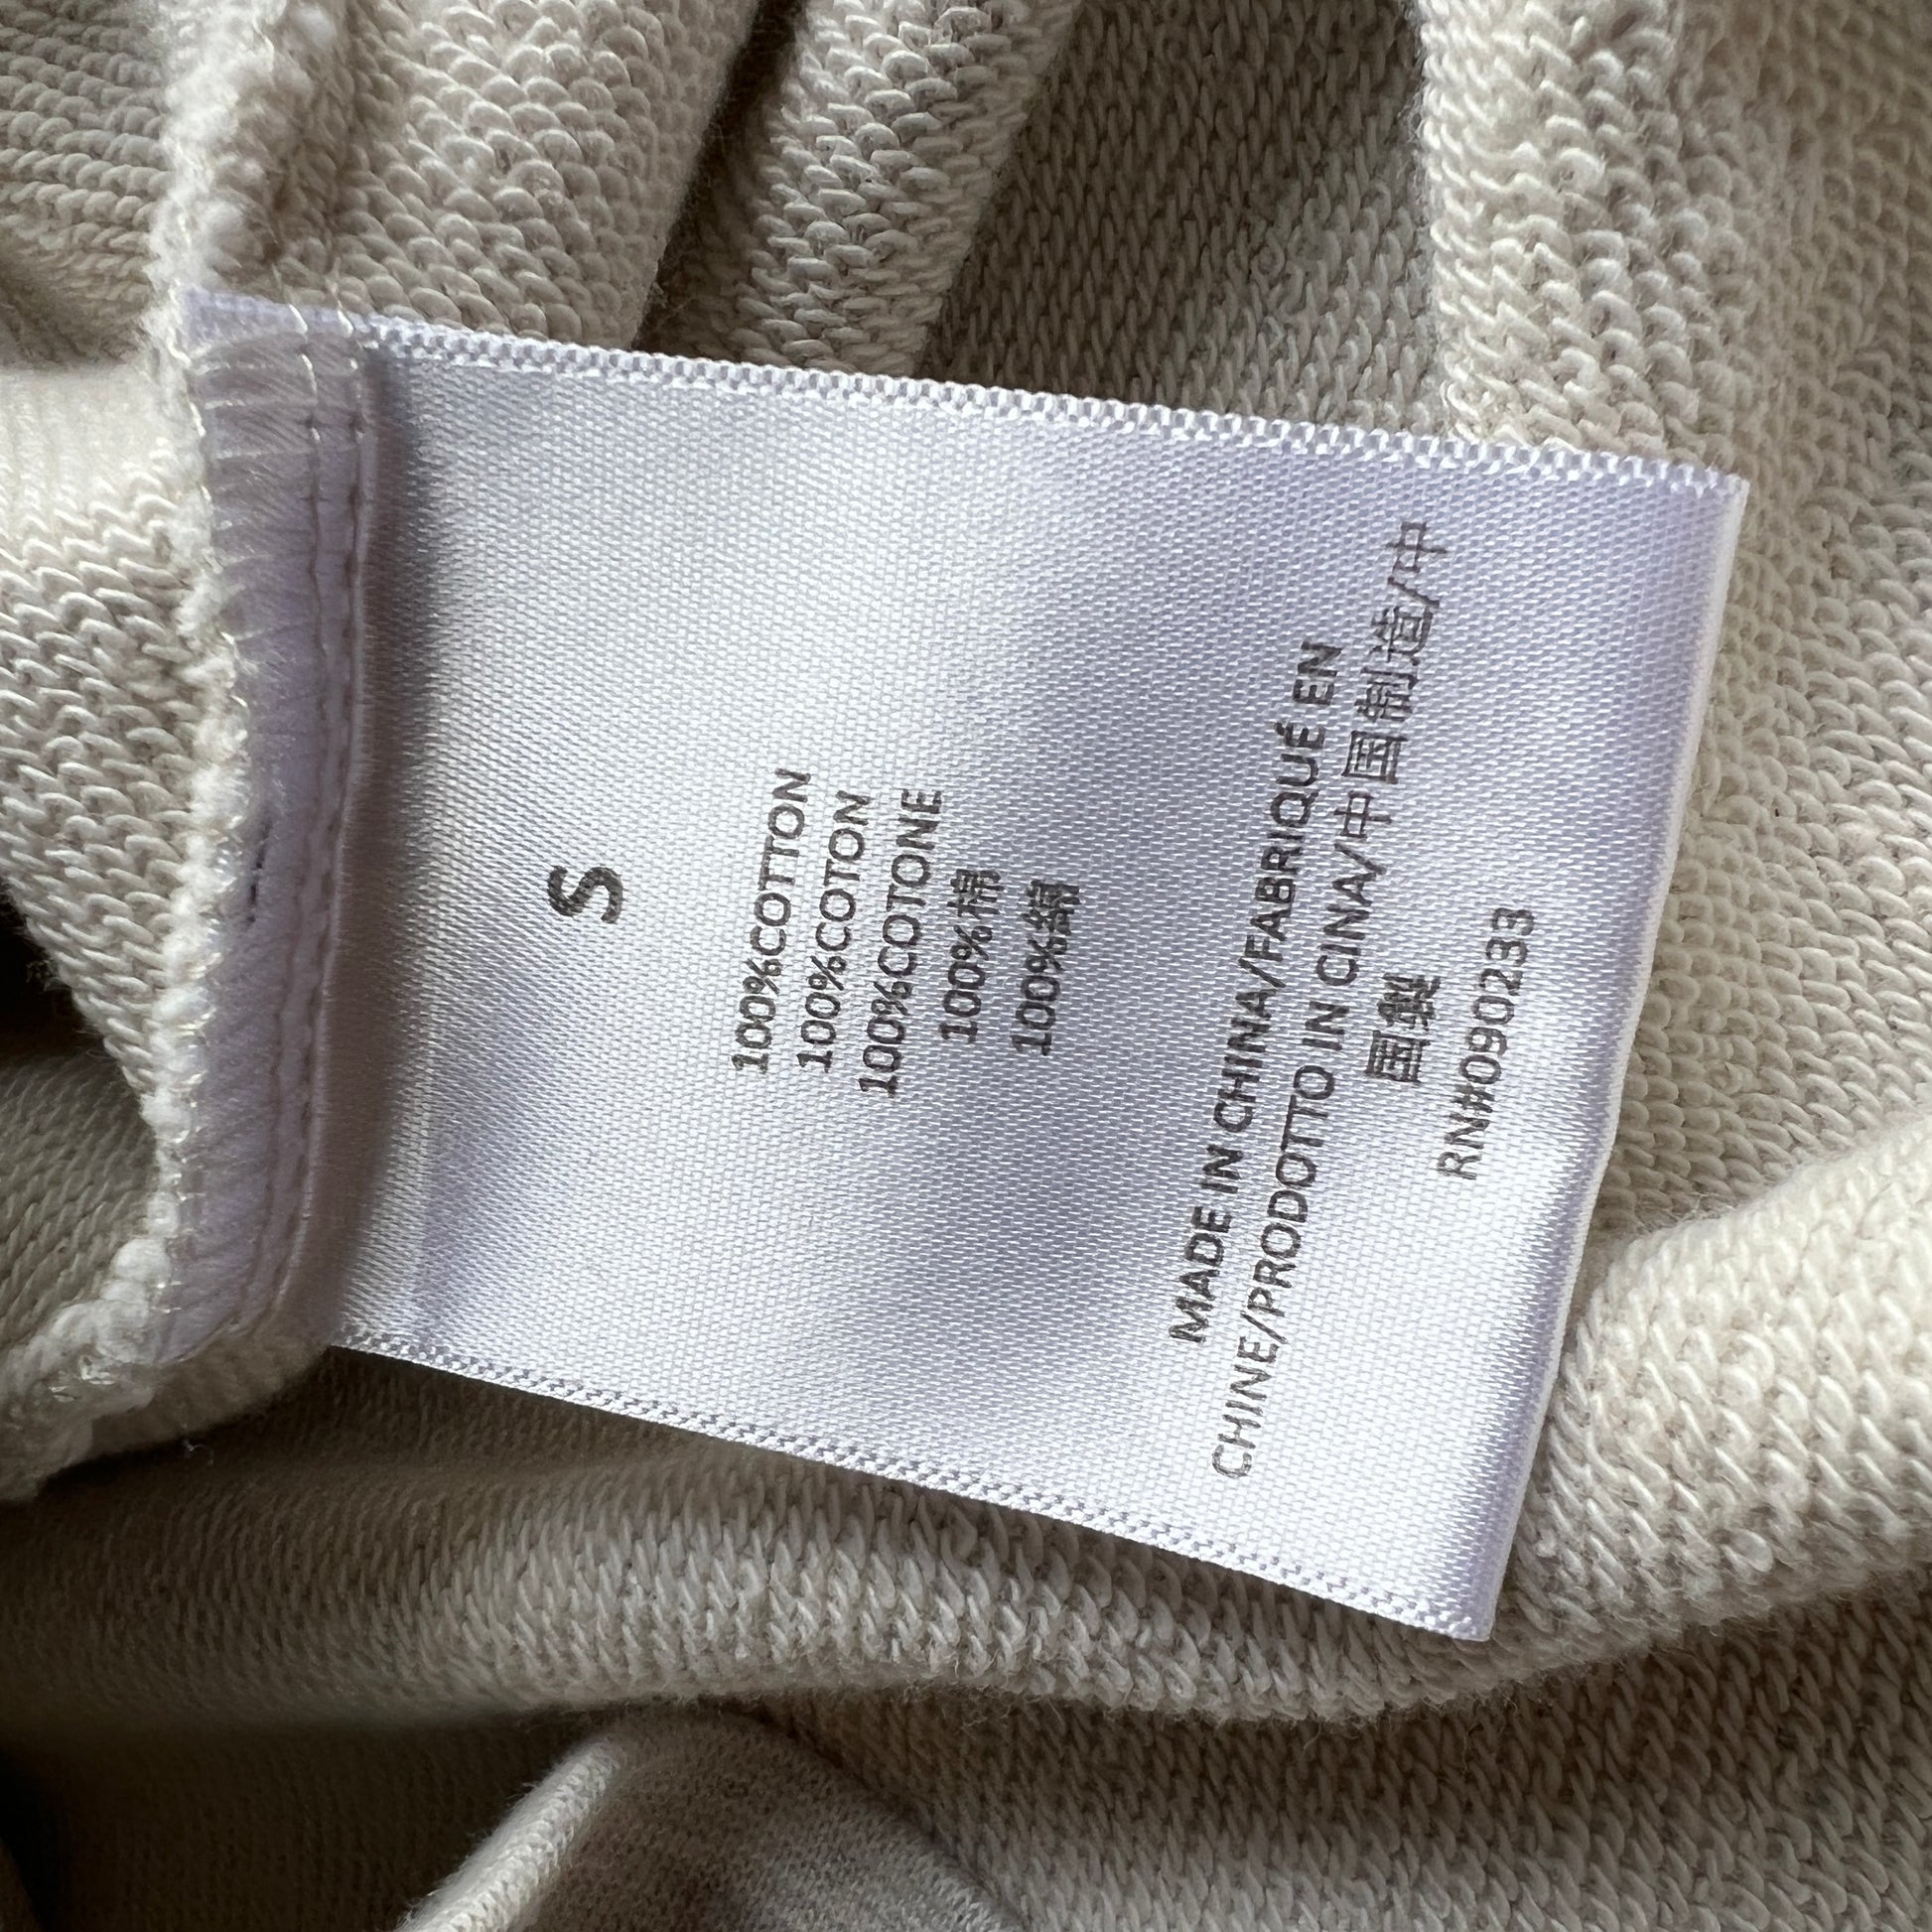 S
100%COTTON
100%COTON
100%COTONE
100%棉
100%綿
MADE IN CHINA/FABRIQUÉ EN
CHINE/PRODOTTO IN CINA/中国制造/中
国製
RN#090233